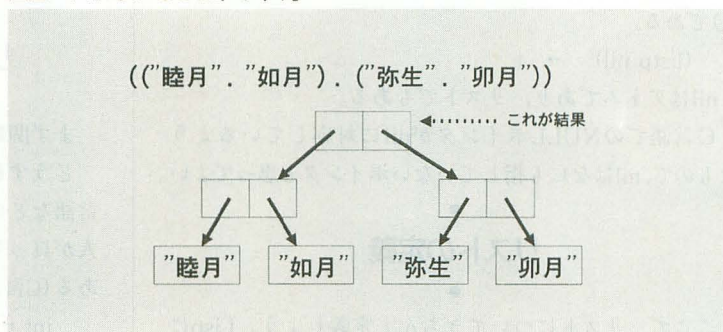 (("睦月" . "如月") . ("弥生" . "卯月"))
これが結果
"睦月" "如月" "弥生" "卯月"